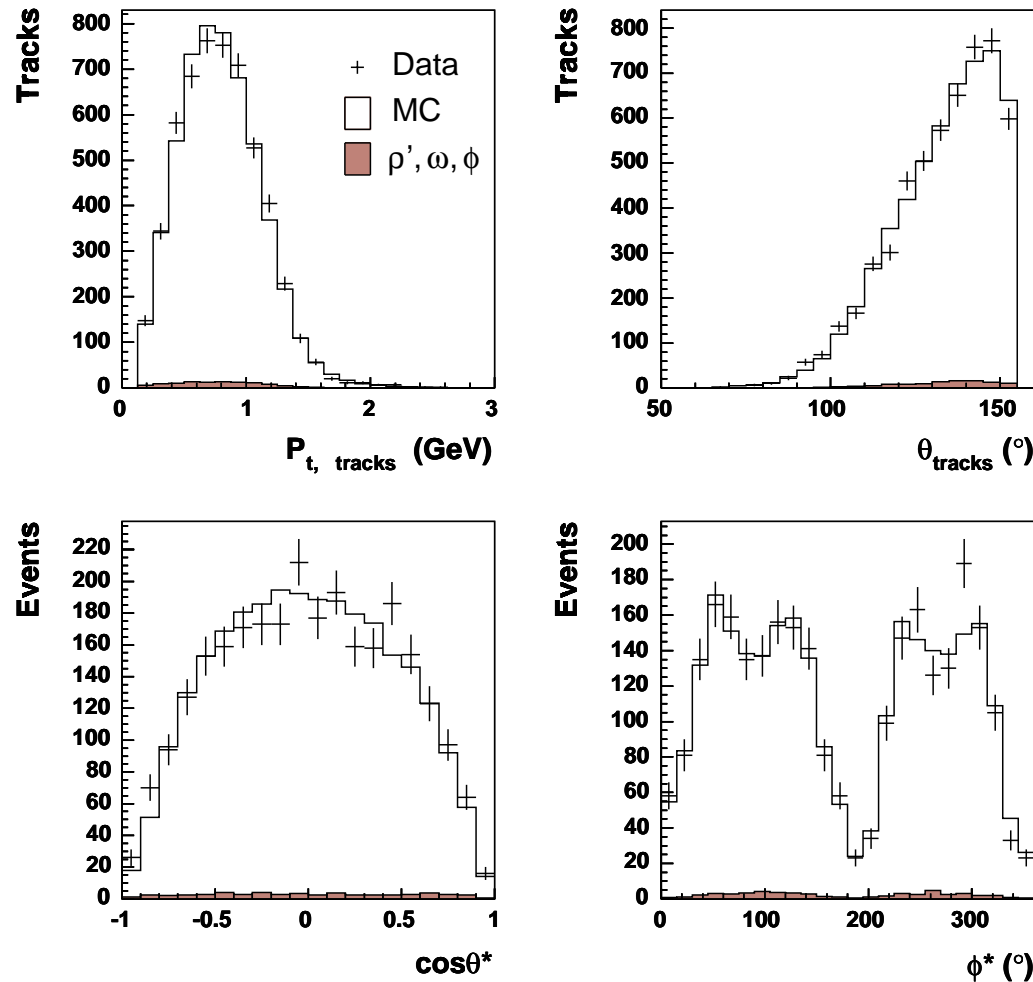 Tracks
800
700
600
500
400
300
200
100
0
0 1 2 3
P_t, tracks (GeV)
Data
MC
ρ’, ω, ϕ
Tracks
800
700
600
500
400
300
200
100
0
50 100 150
θ_tracks (°)
Events
220
200
180
160
140
120
100
80
60
40
20
0
-1 -0.5 0 0.5 1
cosθ*
Events
200
180
160
140
120
100
80
60
40
20
0
0 100 200 300
ϕ* (°)